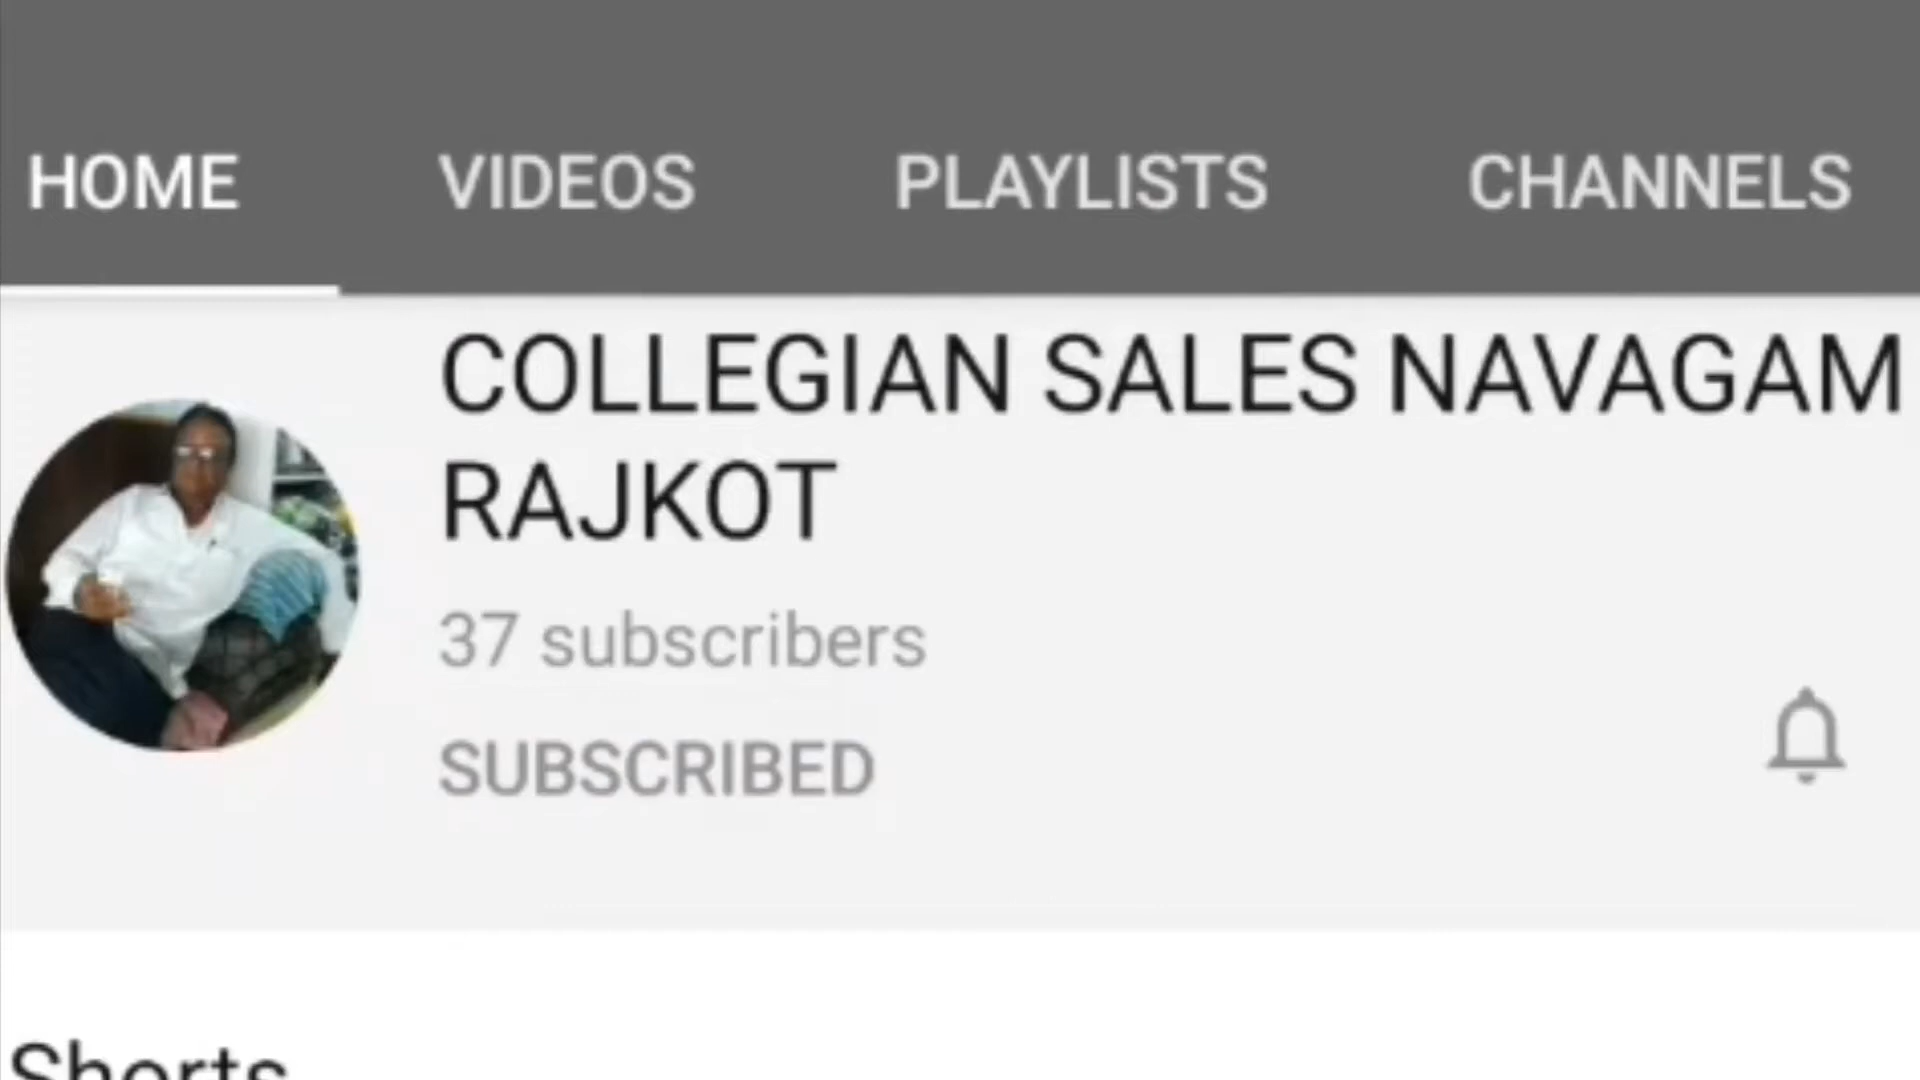 HOME VIDEOS PLAYLISTS CHANNELS
COLLEGIAN SALES NAVAGAM
RAJKOT
37 subscribers
SUBSCRIBED
Shorts